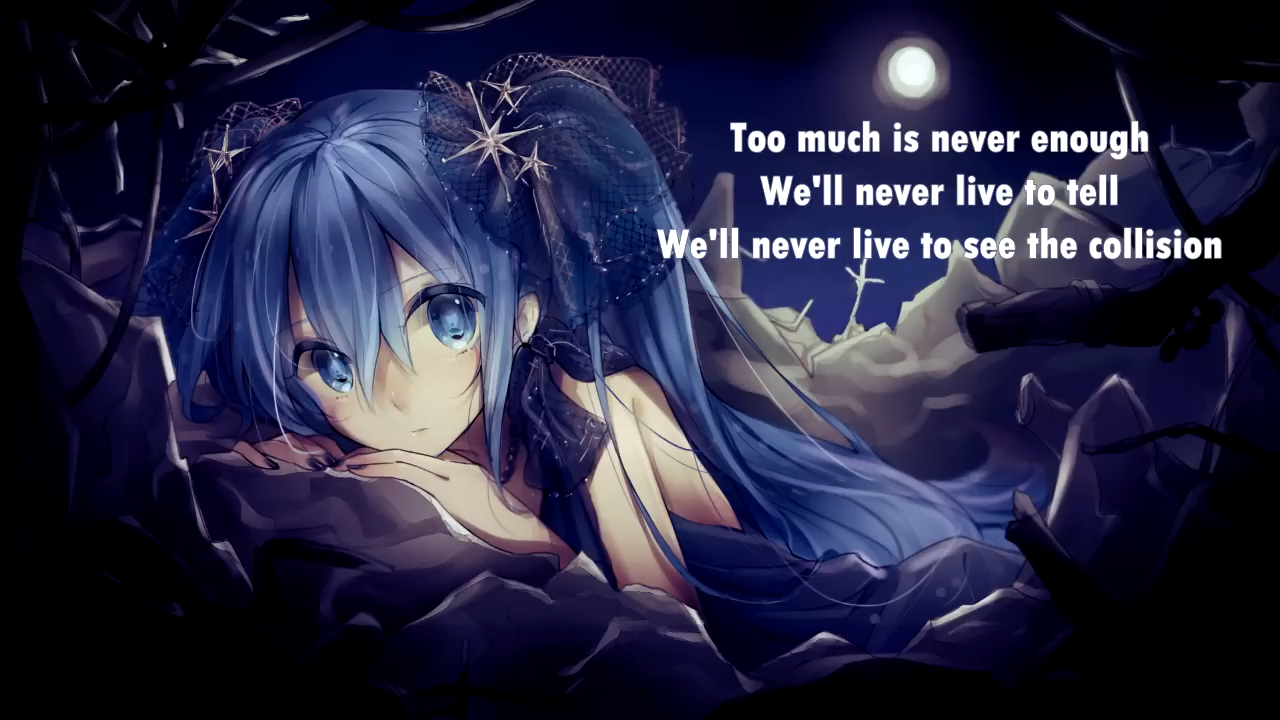 Too much is never enough
We'll never live to tell
We'll never live to see the collision